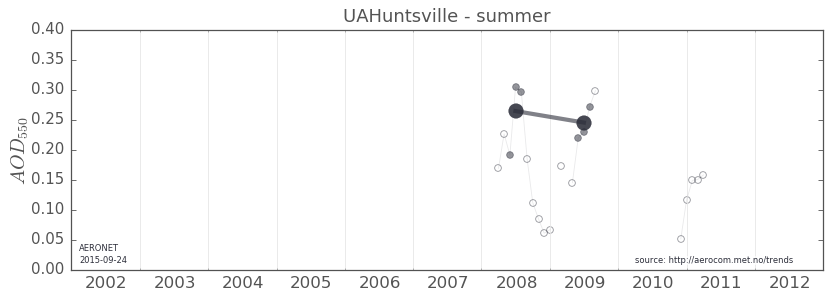 UAHuntsville - summer
0.40
0.35
0.30
0.25
0.20
0.15
0.10
0.05
0.00
AOD550
AERONET
2015-09-24
source: http://aerocom.met.no/trends
2002 2003 2004 2005 2006 2007 2008 2009 2010 2011 2012